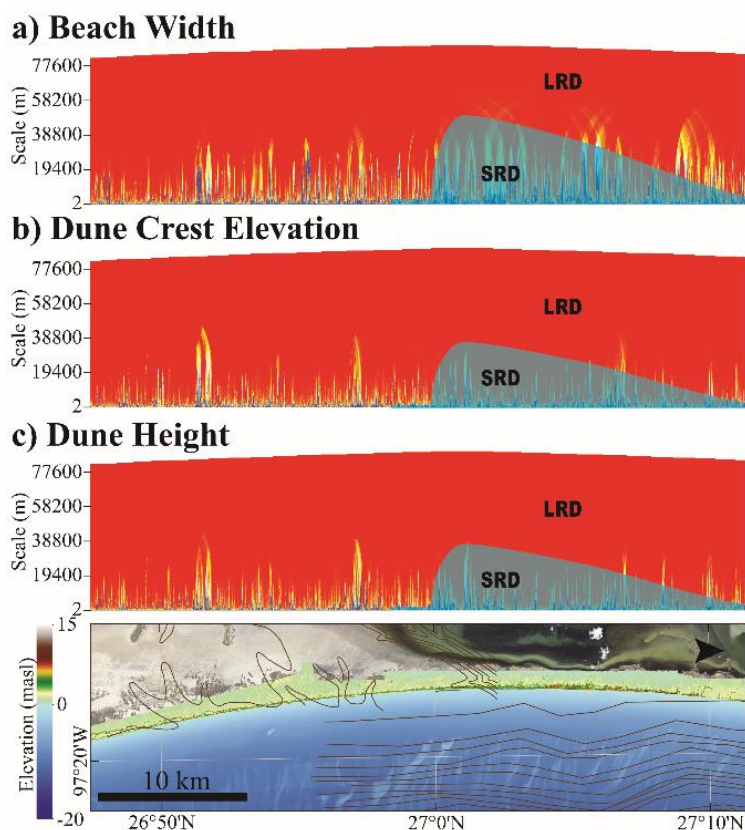 a) Beach Width
77600
58200
38800
19400
2
Scale (m)
LRD
SRD
b) Dune Crest Elevation
77600
58200
38800
19400
2
Scale (m)
LRD
SRD
c) Dune Height
77600
58200
38800
19400
2
Scale (m)
LRD
SRD
15
0
-20
Elevation (masl)
97°20'W
10 km
26°50'N
27°0'N
27°10'N